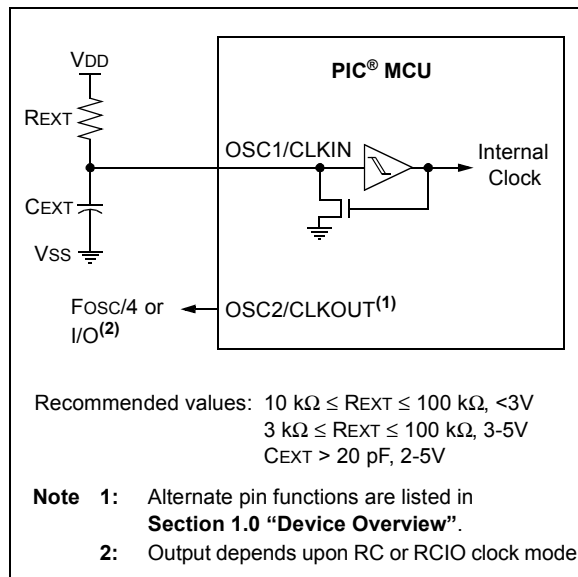 VDD
PIC® MCU
REXT
OSC1/CLKIN
Internal
Clock
CEXT
VSS
FOSC/4 or
I/O(2)
OSC2/CLKOUT(1)
Recommended values: 10 kΩ ≤ REXT ≤ 100 kΩ, <3V
3 kΩ ≤ REXT ≤ 100 kΩ, 3-5V
CEXT > 20 pF, 2-5V
Note 1: Alternate pin functions are listed in
Section 1.0 “Device Overview”.
2: Output depends upon RC or RCIO clock mode